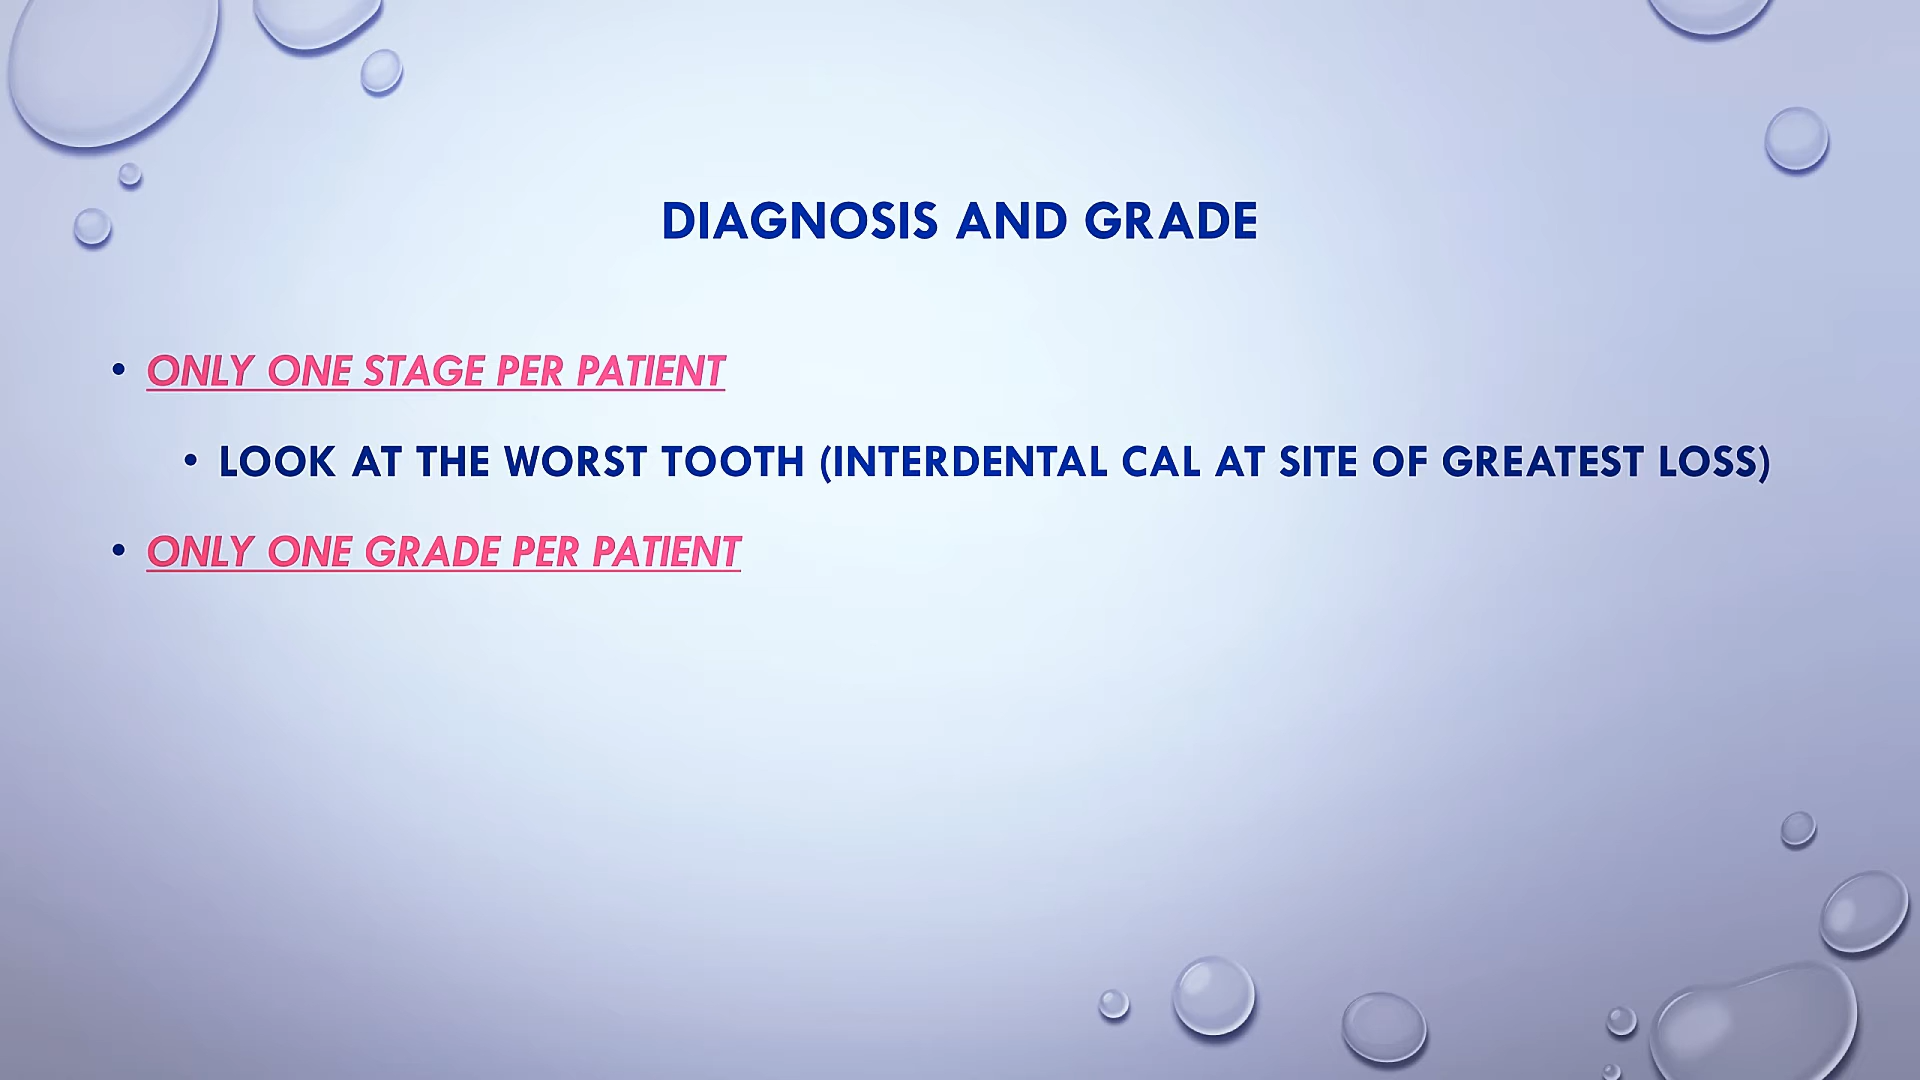 DIAGNOSIS AND GRADE
• ONLY ONE STAGE PER PATIENT
• LOOK AT THE WORST TOOTH (INTERDENTAL CAL AT SITE OF GREATEST LOSS)
• ONLY ONE GRADE PER PATIENT